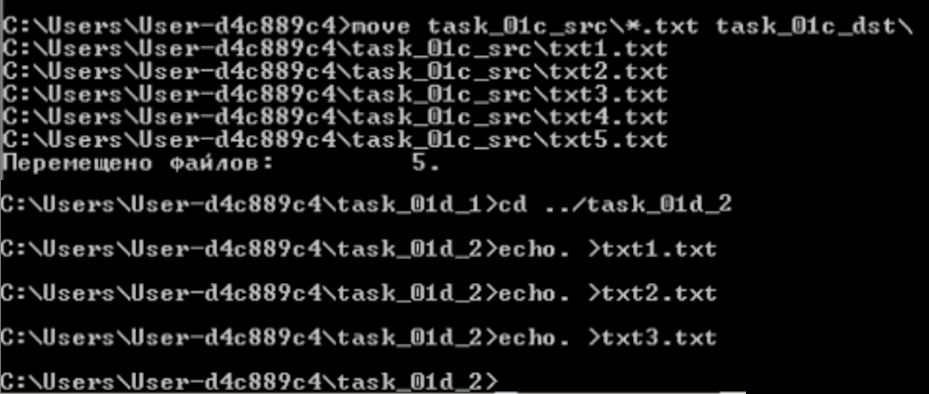 C:\Users\User-d4c889c4>move task_01c_src\*.txt task_01c_dst\
C:\Users\User-d4c889c4\task_01c_src\txt1.txt
C:\Users\User-d4c889c4\task_01c_src\txt2.txt
C:\Users\User-d4c889c4\task_01c_src\txt3.txt
C:\Users\User-d4c889c4\task_01c_src\txt4.txt
C:\Users\User-d4c889c4\task_01c_src\txt5.txt
Перемещено файлов:         5.
C:\Users\User-d4c889c4\task_01d_1>cd ../task_01d_2
C:\Users\User-d4c889c4\task_01d_2>echo. >txt1.txt
C:\Users\User-d4c889c4\task_01d_2>echo. >txt2.txt
C:\Users\User-d4c889c4\task_01d_2>echo. >txt3.txt
C:\Users\User-d4c889c4\task_01d_2>_